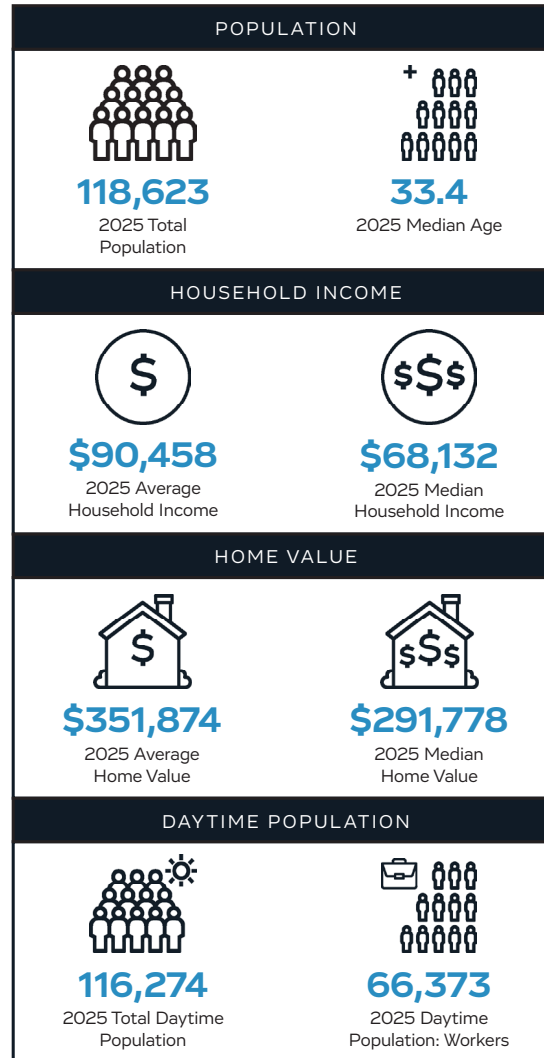 POPULATION
118,623
2025 Total
Population
33.4
2025 Median Age
HOUSEHOLD INCOME
$
$90,458
2025 Average
Household Income
$$$
$68,132
2025 Median
Household Income
HOME VALUE
$
$351,874
2025 Average
Home Value
$$$
$291,778
2025 Median
Home Value
DAYTIME POPULATION
116,274
2025 Total Daytime
Population
66,373
2025 Daytime
Population: Workers